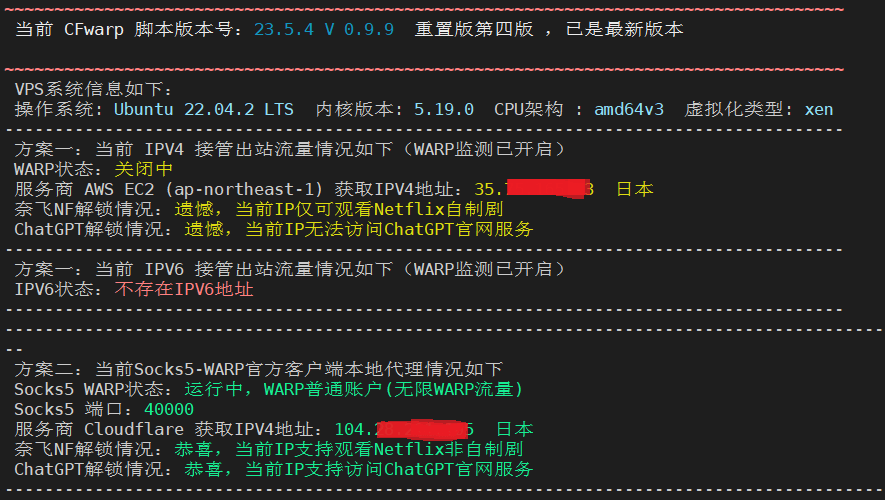 当前 CFwarp 脚本版本号：23.5.4 V 0.9.9 重置版第四版 ，已是最新版本
VPS系统信息如下：
操作系统: Ubuntu 22.04.2 LTS 内核版本: 5.19.0 CPU架构 : amd64v3 虚拟化类型: xen
方案一：当前 IPV4 接管出站流量情况如下（WARP监测已开启）
WARP状态：关闭中
服务商 AWS EC2 (ap-northeast-1) 获取IPV4地址：35. 日本
奈飞NF解锁情况：遗憾，当前IP仅可观看Netflix自制剧
ChatGPT解锁情况：遗憾，当前IP无法访问ChatGPT官网服务
方案一：当前 IPV6 接管出站流量情况如下（WARP监测已开启）
IPV6状态：不存在IPV6地址
方案二：当前Socks5-WARP官方客户端本地代理情况如下
Socks5 WARP状态：运行中，WARP普通账户(无限WARP流量)
Socks5 端口：40000
服务商 Cloudflare 获取IPV4地址：104. 日本
奈飞NF解锁情况：恭喜，当前IP支持观看Netflix非自制剧
ChatGPT解锁情况：恭喜，当前IP支持访问ChatGPT官网服务